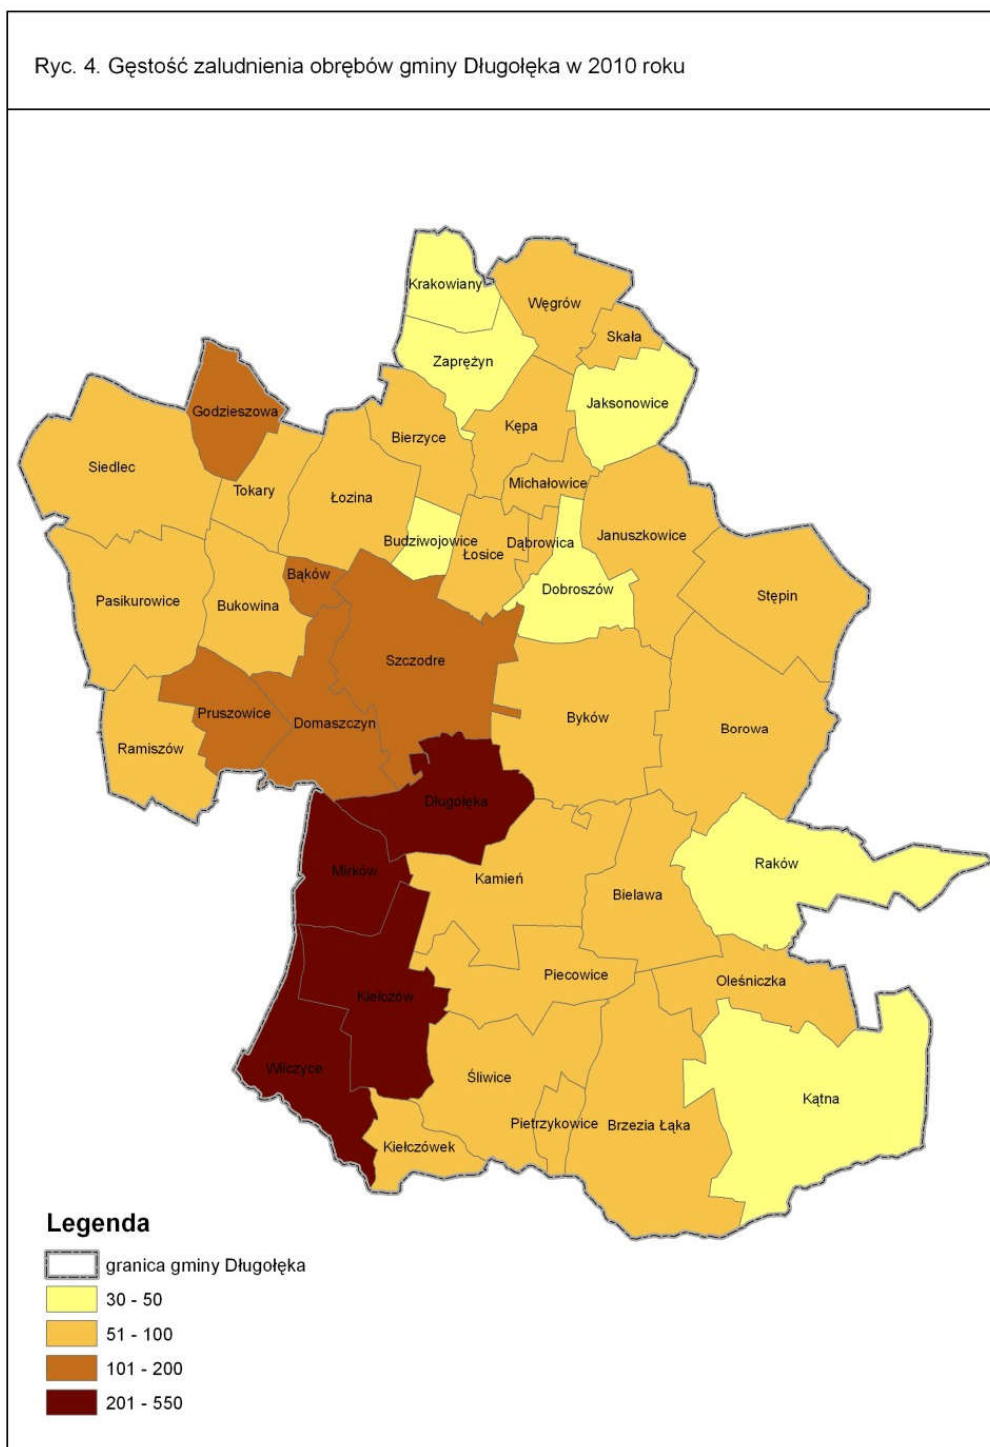 Ryc. 4. Gęstość zaludnienia obrębów gminy Długołęka w 2010 roku
Krakowiany
Węgrów
Skała
Zaprężyn
Jaksonowice
Godzieszowa
Kępa
Bierzyce
Siedlec
Michałowice
Tokary
Łozina
Januszkowice
Budziwojowice
Dąbrowica
Łosice
Bąków
Dobroszów
Stępin
Pasikurowice
Bukowina
Szczodre
Pruszowice
Byków
Domaszczyn
Borowa
Ramiszów
Długołęka
Raków
Mirków
Kamień
Bielawa
Piecowice
Oleśniczka
Kiełczów
Wilczyce
Śliwice
Kątna
Pietrzykowice
Brzezia Łąka
Kiełczówek
Legenda
granica gminy Długołęka
30 - 50
51 - 100
101 - 200
201 - 550